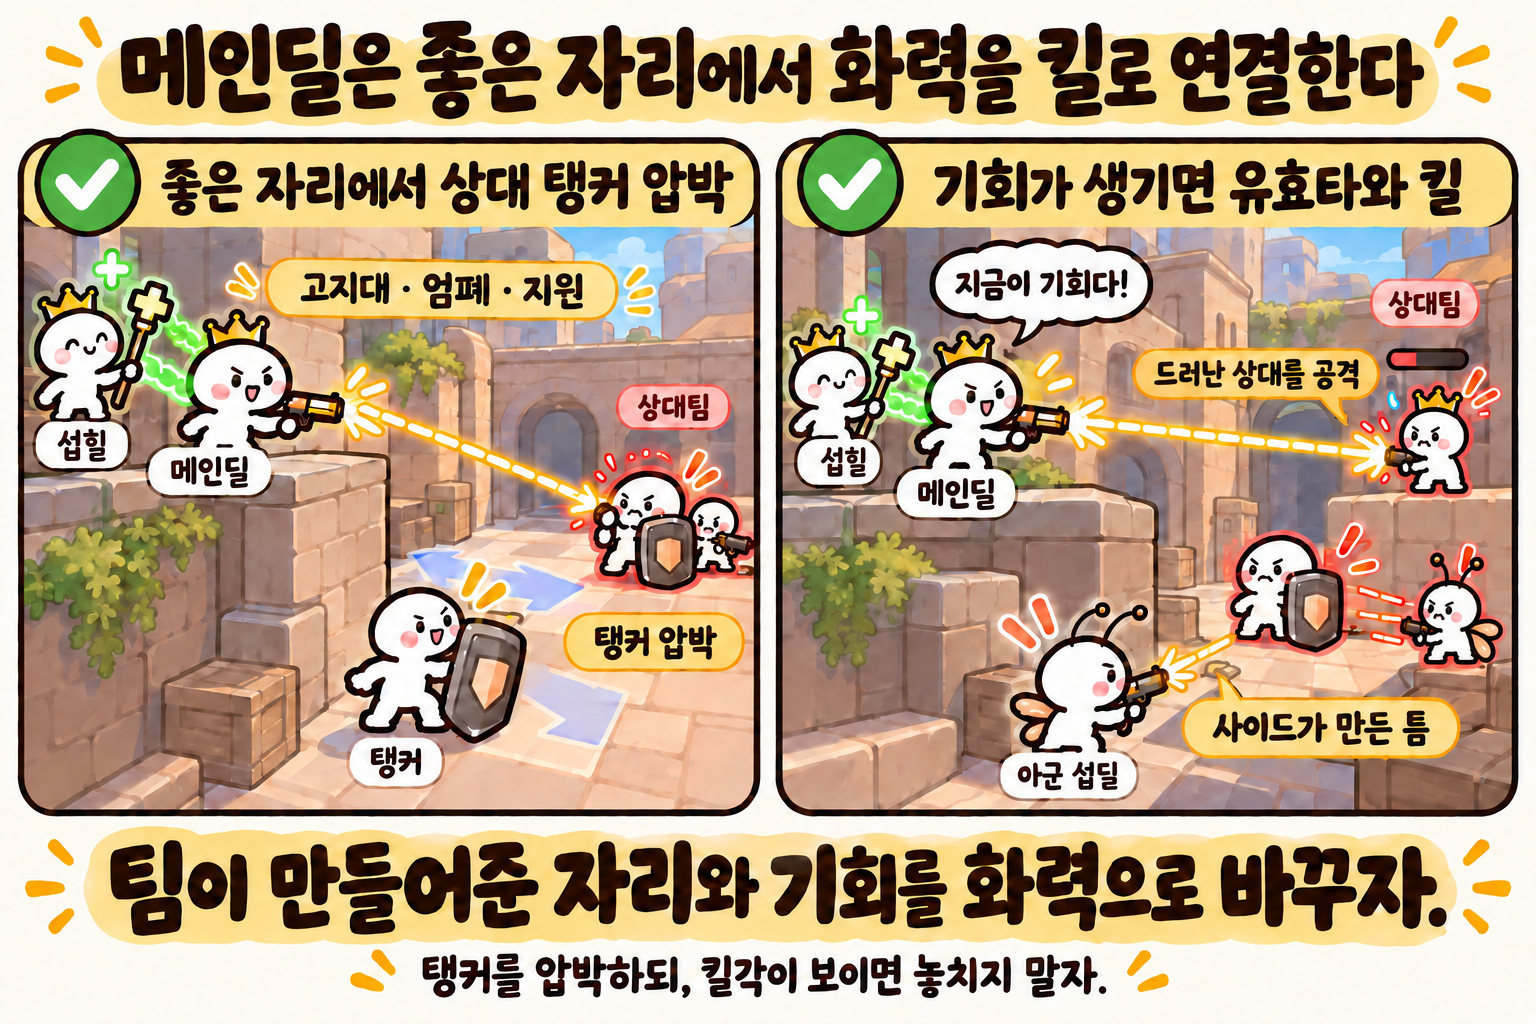 메인딜은 좋은 자리에서 화력을 킬로 연결한다
좋은 자리에서 상대 탱커 압박
고지대 · 엄폐 · 지원
섭힐
메인딜
상대팀
탱커 압박
탱커
기회가 생기면 유효타와 킬
지금이 기회다!
상대팀
드러난 상대를 공격
섭힐
메인딜
사이드가 만든 틈
아군 섭딜
팀이 만들어준 자리와 기회를 화력으로 바꾸자.
탱커를 압박하되, 킬각이 보이면 놓치지 말자.